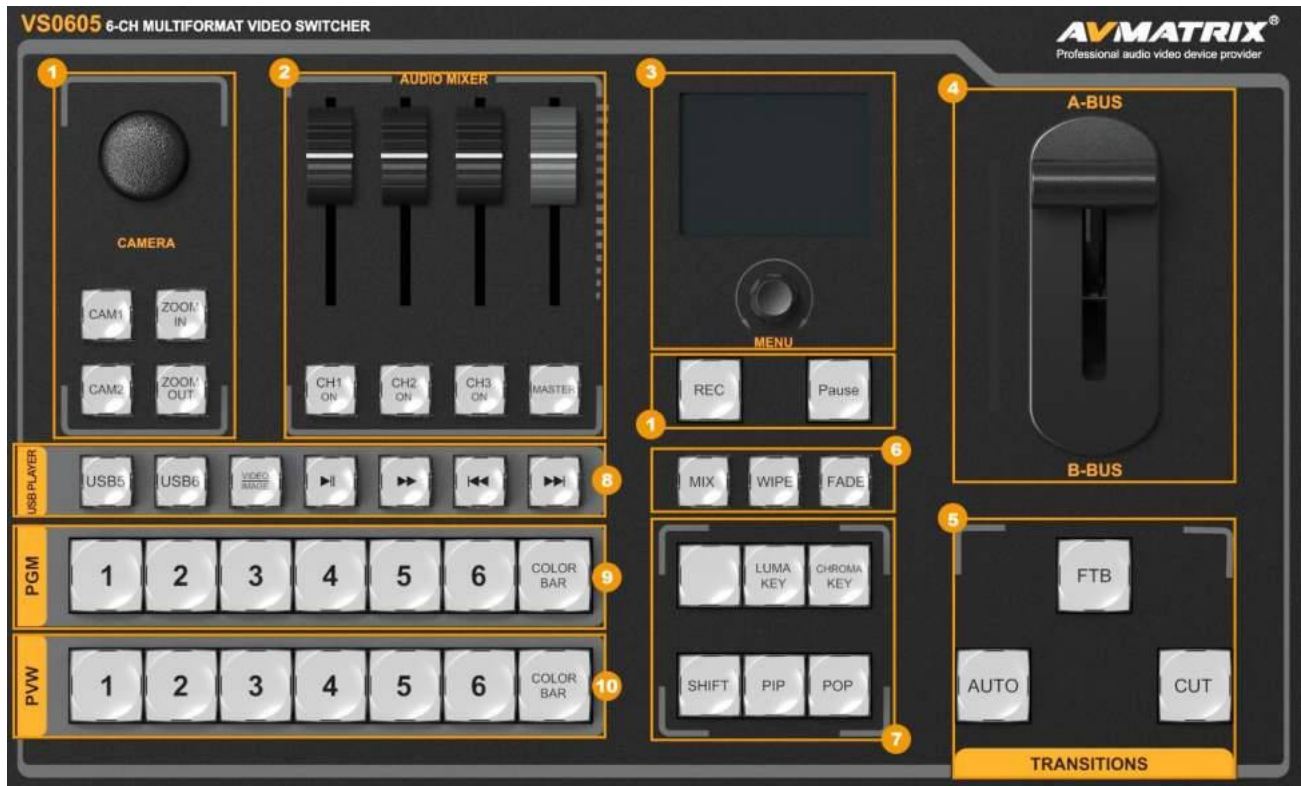 VS0605 6-CH MULTIFORMAT VIDEO SWITCHER
AVMATRIX®
Professional audio video device provider
1
CAMERA
CAM1
ZOOM IN
CAM2
ZOOM OUT
2
AUDIO MIXER
CH1 ON
CH2 ON
CH3 ON
MASTER
3
MENU
REC
Pause
1
4
A-BUS
B-BUS
USB PLAYER
USB5
USB6
VIDEO IMAGE
8
MIX
WIPE
FADE
6
PGM
1
2
3
4
5
6
COLOR BAR
9
PVW
1
2
3
4
5
6
COLOR BAR
10
LUMA KEY
CHROMA KEY
SHIFT
PIP
POP
7
5
FTB
AUTO
CUT
TRANSITIONS